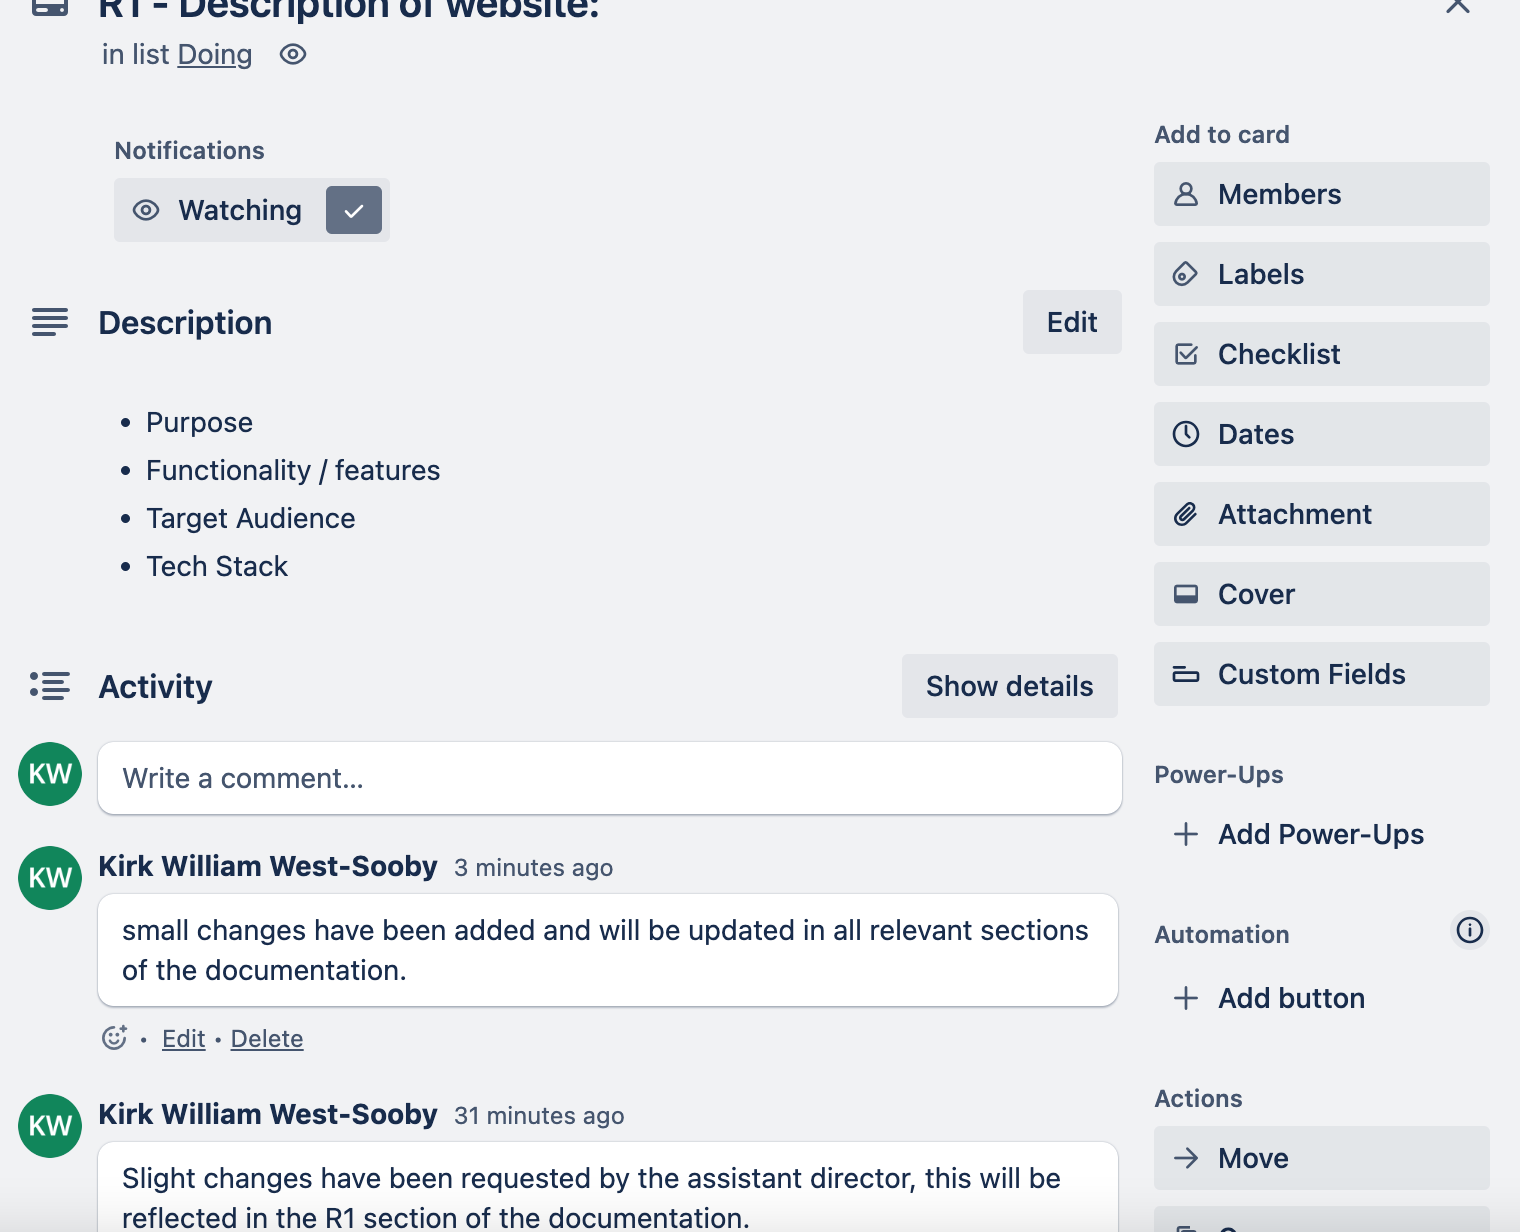 R1 - Description of website:
in list Doing
Notifications
Watching
Description
Edit
• Purpose
• Functionality / features
• Target Audience
• Tech Stack
Activity
Show details
KW
Write a comment...
KW
Kirk William West-Sooby 3 minutes ago
small changes have been added and will be updated in all relevant sections
of the documentation.
• Edit • Delete
KW
Kirk William West-Sooby 31 minutes ago
Slight changes have been requested by the assistant director, this will be
reflected in the R1 section of the documentation.
Add to card
Members
Labels
Checklist
Dates
Attachment
Cover
Custom Fields
Power-Ups
Add Power-Ups
Automation
Add button
Actions
Move